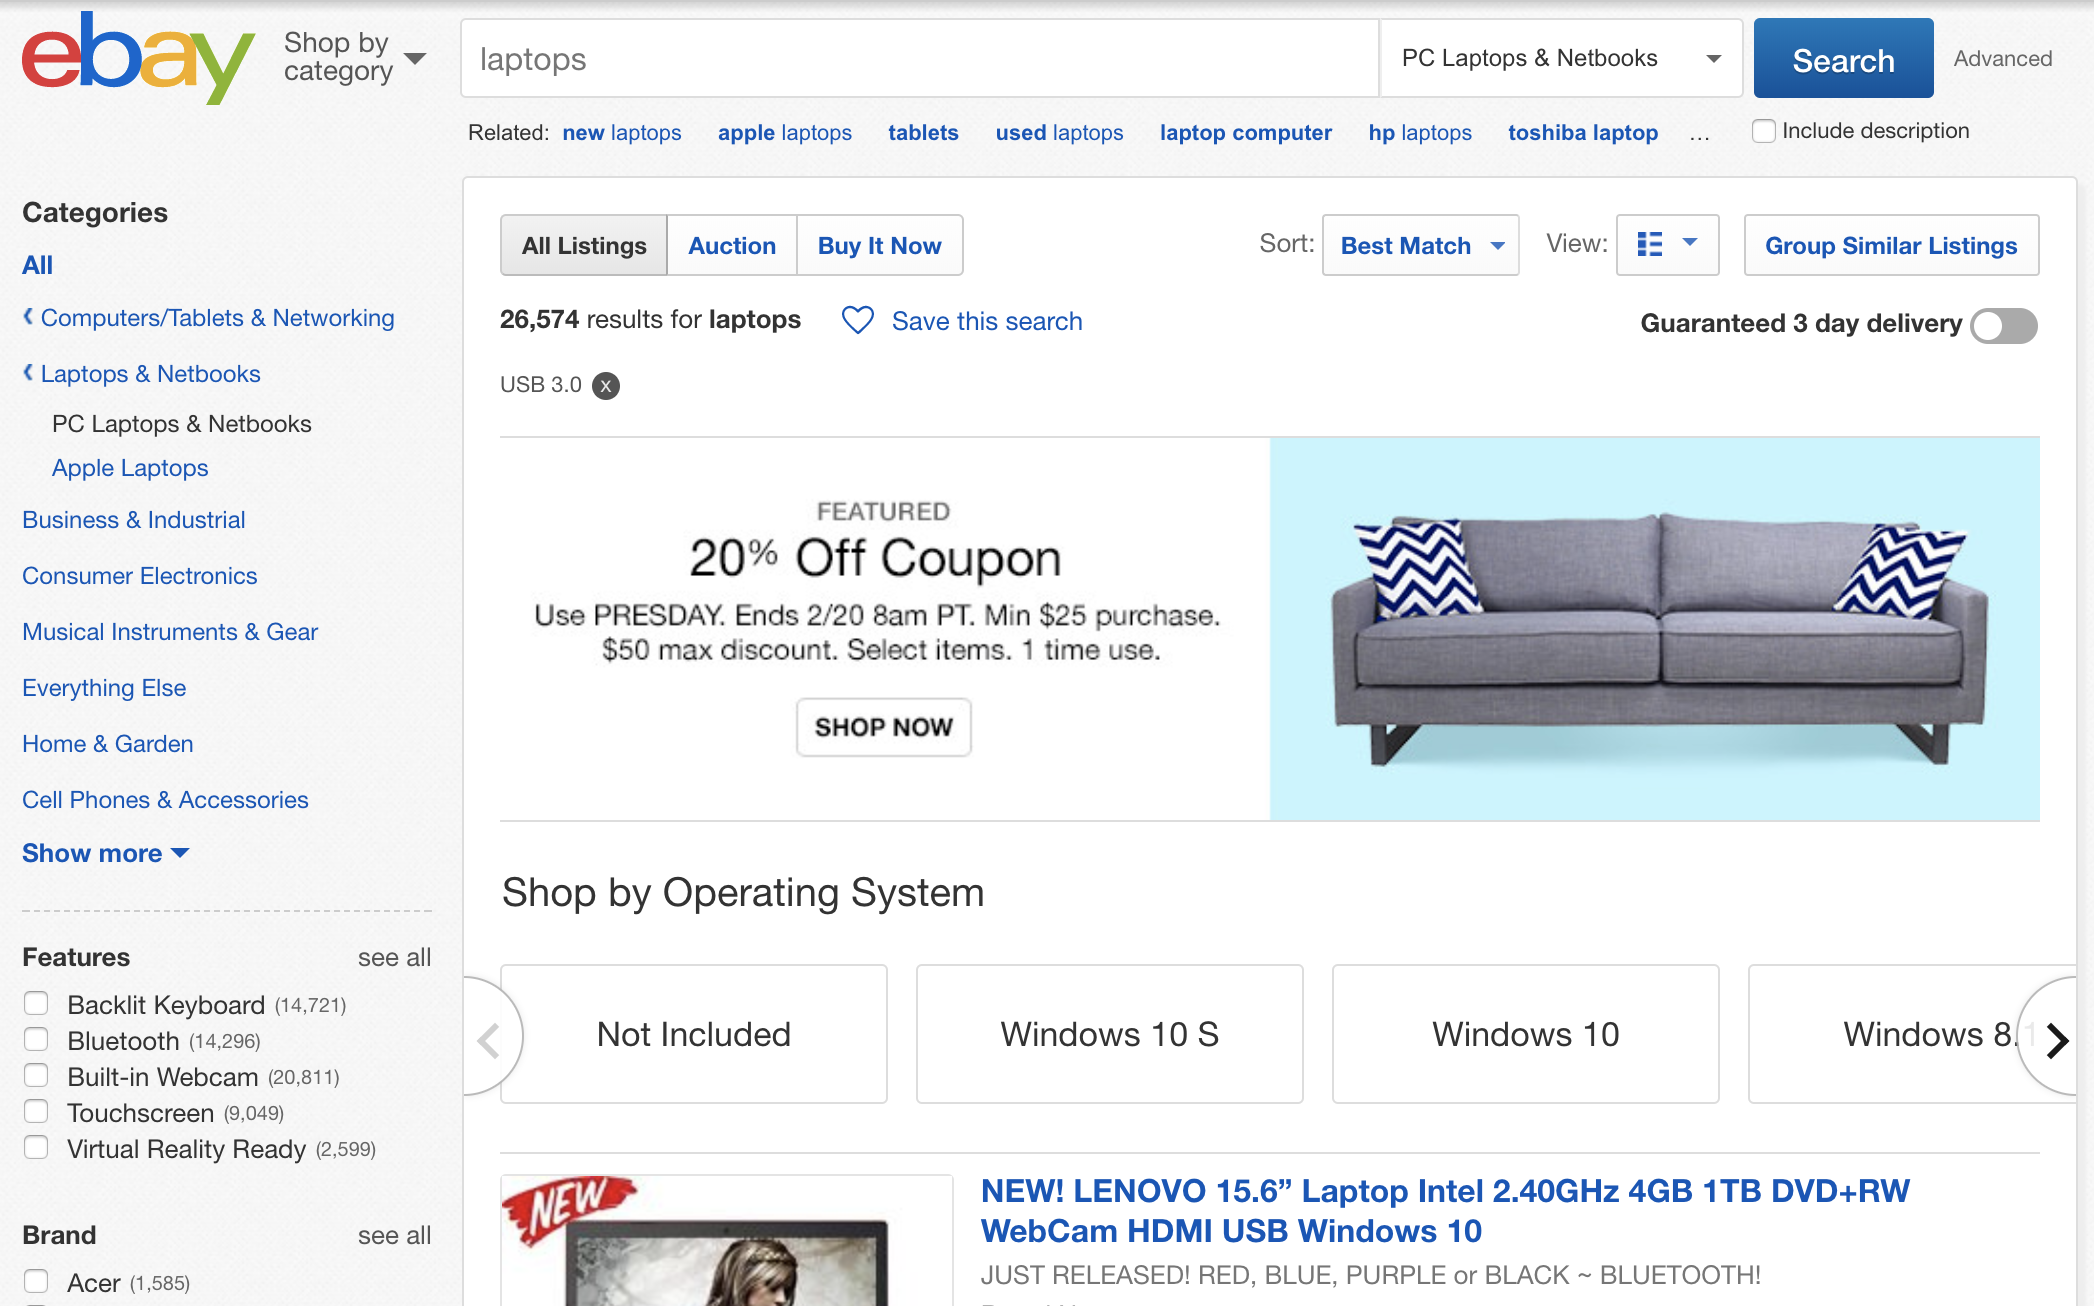 ebay
Shop by
category
laptops
PC Laptops & Netbooks
Search
Advanced
Related: new laptops apple laptops tablets used laptops laptop computer hp laptops toshiba laptop ...
Include description
Categories
All
Computers/Tablets & Networking
Laptops & Netbooks
PC Laptops & Netbooks
Apple Laptops
Business & Industrial
Consumer Electronics
Musical Instruments & Gear
Everything Else
Home & Garden
Cell Phones & Accessories
Show more
Features see all
Backlit Keyboard (14,721)
Bluetooth (14,296)
Built-in Webcam (20,811)
Touchscreen (9,049)
Virtual Reality Ready (2,599)
Brand see all
Acer (1,585)
All Listings Auction Buy It Now
Sort: Best Match View: Group Similar Listings
26,574 results for laptops Save this search
Guaranteed 3 day delivery
USB 3.0 X
FEATURED
20% Off Coupon
Use PRESDAY. Ends 2/20 8am PT. Min $25 purchase.
$50 max discount. Select items. 1 time use.
SHOP NOW
Shop by Operating System
Not Included Windows 10 S Windows 10 Windows 8.1
NEW
NEW! LENOVO 15.6” Laptop Intel 2.40GHz 4GB 1TB DVD+RW
WebCam HDMI USB Windows 10
JUST RELEASED! RED, BLUE, PURPLE or BLACK ~ BLUETOOTH!